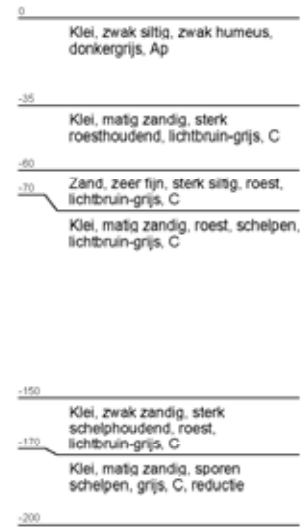 0
Klei, zwak siltig, zwak humeus,
donkergrijs, Ap
-35
Klei, matig zandig, sterk
roesthoudend, lichtbruin-grijs, C
-60
Zand, zeer fijn, sterk siltig, roest,
lichtbruin-grijs, C
-70
Klei, matig zandig, roest, schelpen,
lichtbruin-grijs, C
-150
Klei, zwak zandig, sterk
schelphoudend, roest,
lichtbruin-grijs, C
-170
Klei, matig zandig, sporen
schelpen, grijs, C, reductie
-200